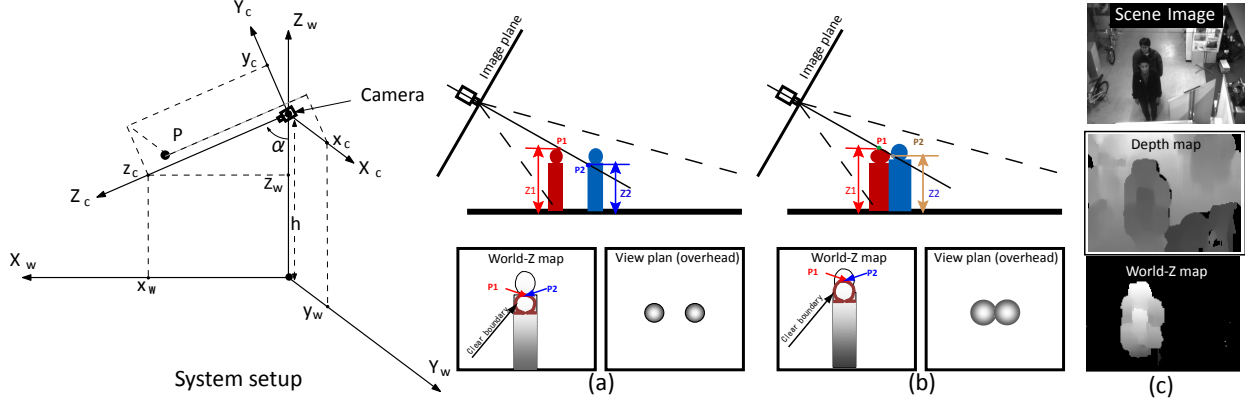 Y c
Z w
y c
Camera
P
α
x c
X c
z c
Z c
z w
h
X w
x w
y w
Y w
System setup
Image plane
P1
P2
Z1
Z2
World-Z map
P1
P2
Clear boundary
View plan (overhead)
(a)
Image plane
P1
P2
Z1
Z2
World-Z map
P1
P2
Clear boundary
View plan (overhead)
(b)
Scene Image
Depth map
World-Z map
(c)